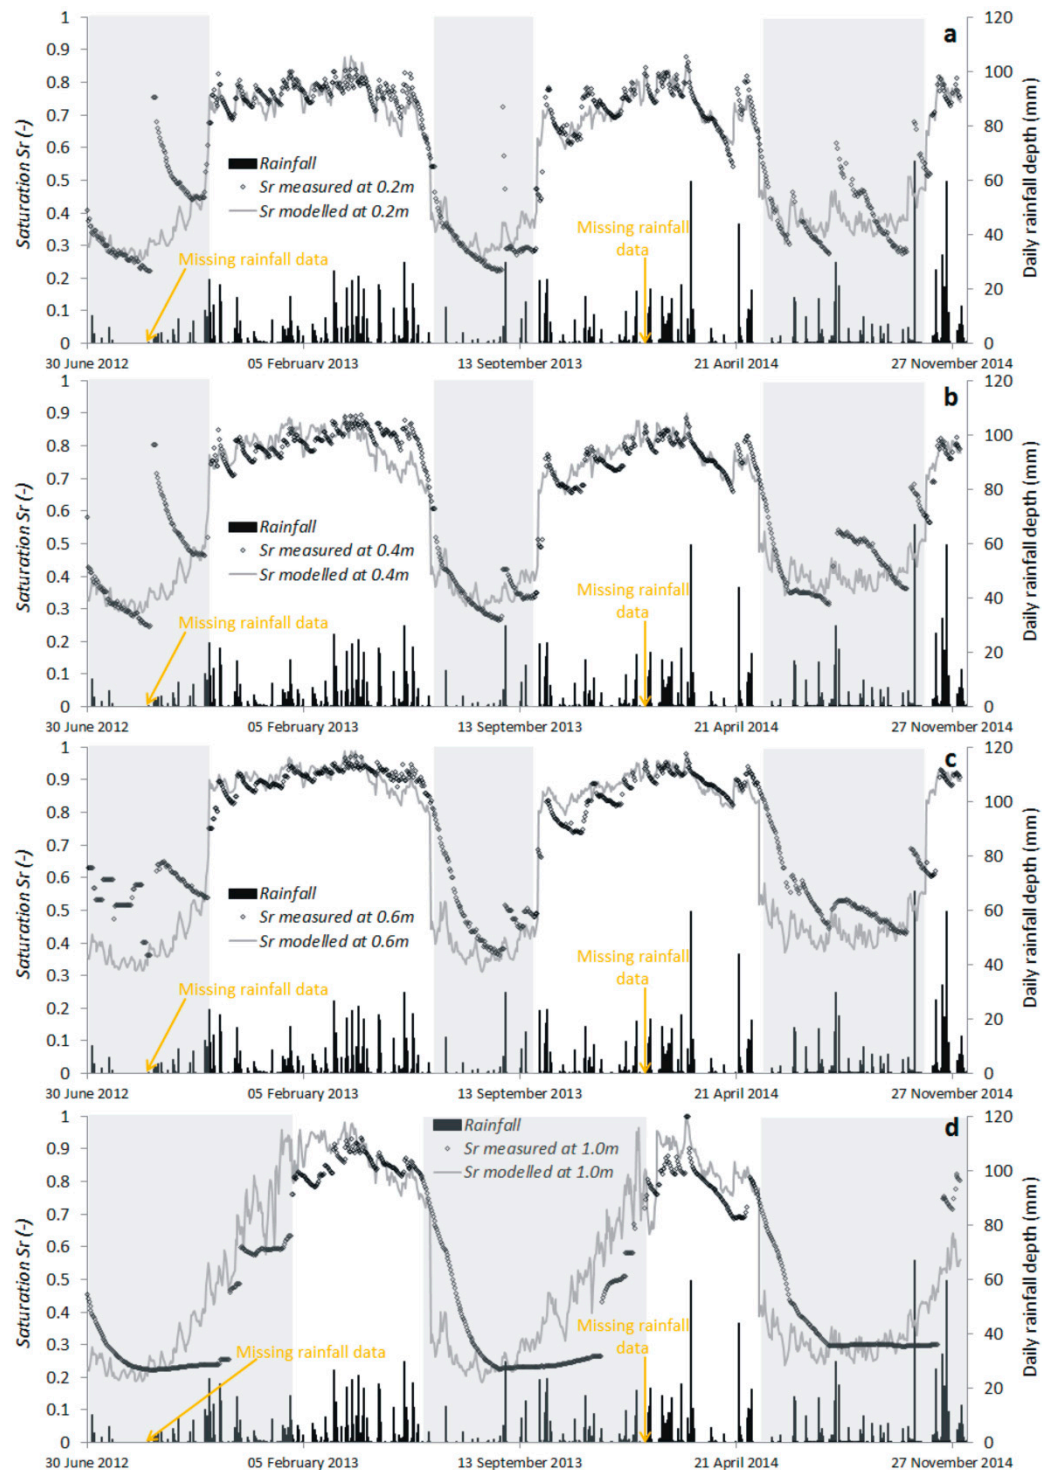 a
Saturation Sr (-)
1
0.9
0.8
0.7
0.6
0.5
0.4
0.3
0.2
0.1
0
Rainfall
Sr measured at 0.2m
Sr modelled at 0.2m
Missing rainfall data
Missing rainfall
data
120
100
80
60
40
20
0
Daily rainfall depth (mm)
30 June 2012
05 February 2013
13 September 2013
21 April 2014
27 November 2014
b
Saturation Sr (-)
1
0.9
0.8
0.7
0.6
0.5
0.4
0.3
0.2
0.1
0
Rainfall
Sr measured at 0.4m
Sr modelled at 0.4m
Missing rainfall data
Missing rainfall
data
120
100
80
60
40
20
0
Daily rainfall depth (mm)
30 June 2012
05 February 2013
13 September 2013
21 April 2014
27 November 2014
c
Saturation Sr (-)
1
0.9
0.8
0.7
0.6
0.5
0.4
0.3
0.2
0.1
0
Rainfall
Sr measured at 0.6m
Sr modelled at 0.6m
Missing rainfall data
Missing rainfall
data
120
100
80
60
40
20
0
Daily rainfall depth (mm)
30 June 2012
05 February 2013
13 September 2013
21 April 2014
27 November 2014
d
Saturation Sr (-)
1
0.9
0.8
0.7
0.6
0.5
0.4
0.3
0.2
0.1
0
Rainfall
Sr measured at 1.0m
Sr modelled at 1.0m
Missing rainfall data
Missing rainfall
data
120
100
80
60
40
20
0
Daily rainfall depth (mm)
30 June 2012
05 February 2013
13 September 2013
21 April 2014
27 November 2014